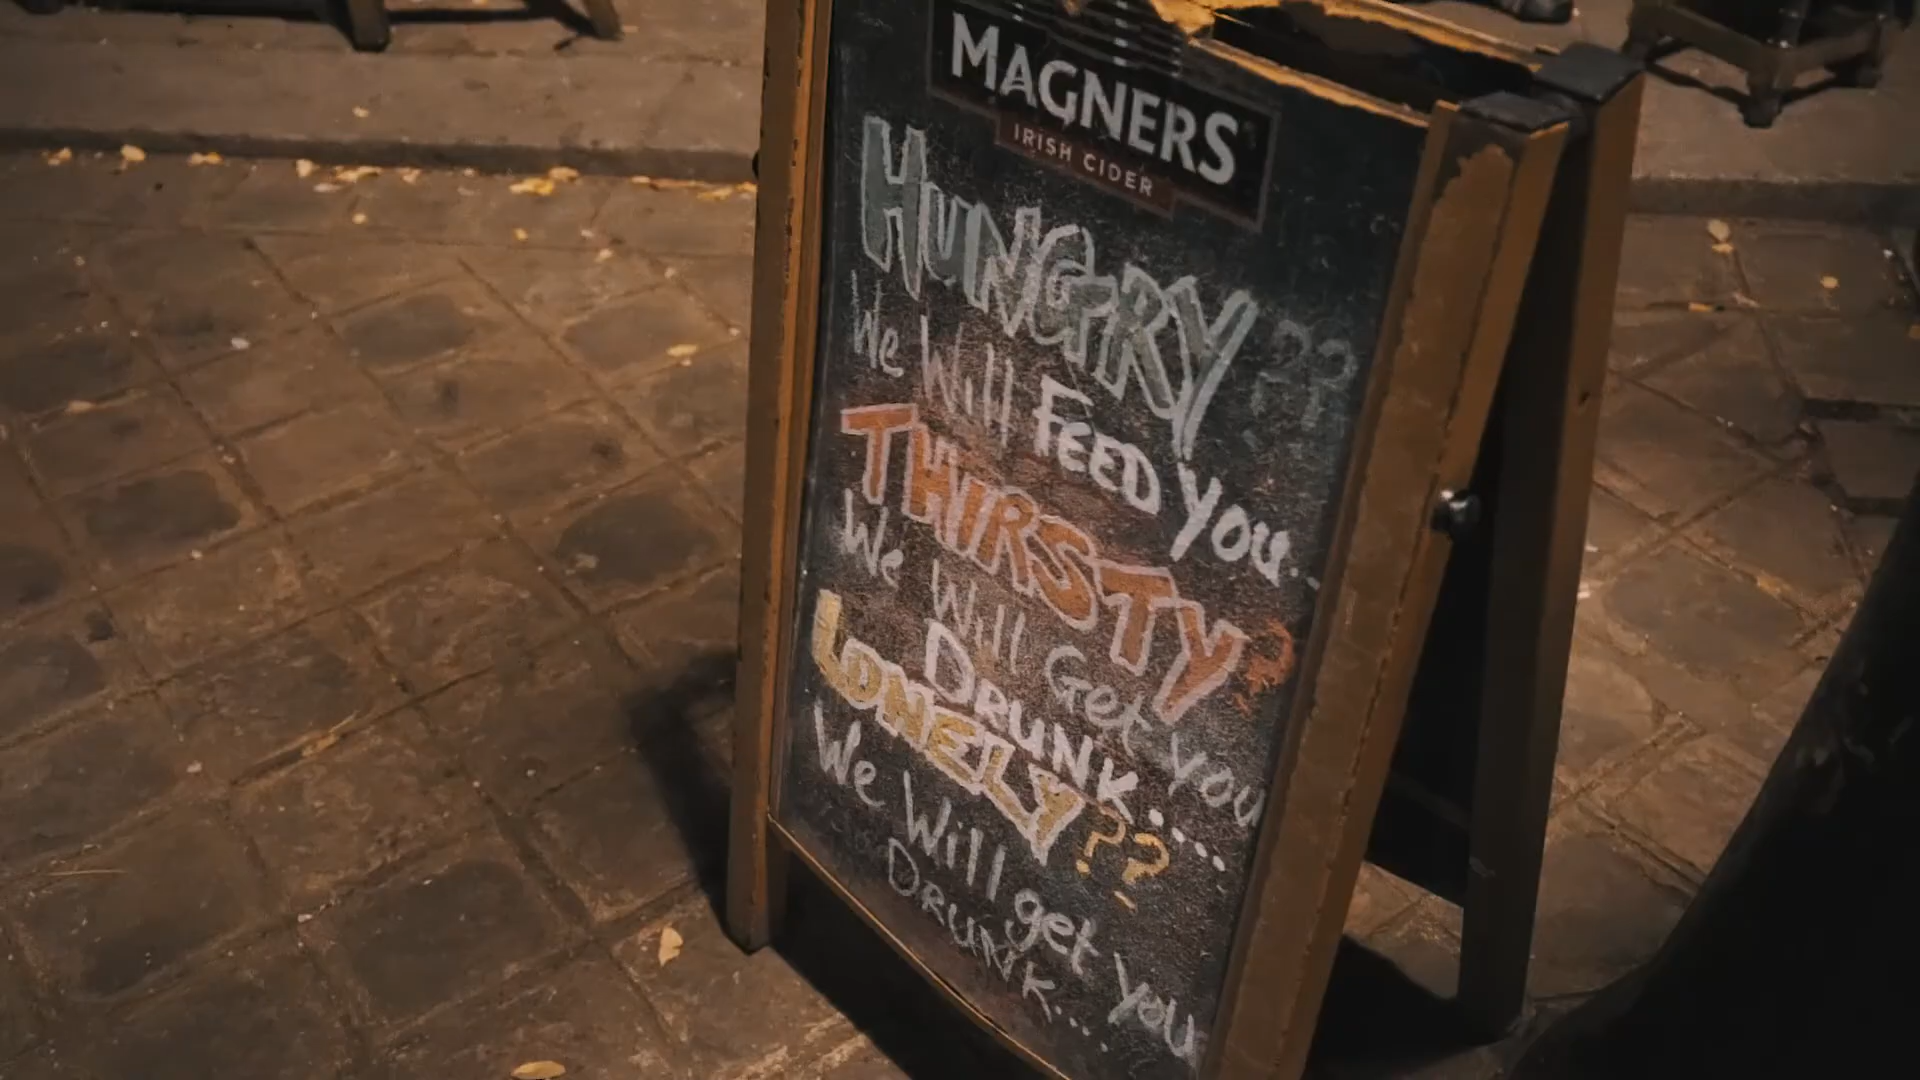 MAGNERS
IRISH CIDER
HUNGRY??
We Will FEED YOU..
THIRSTY?
We Will Get you
DRUNK.....
LONELY??
We Will get you
DRUNK....